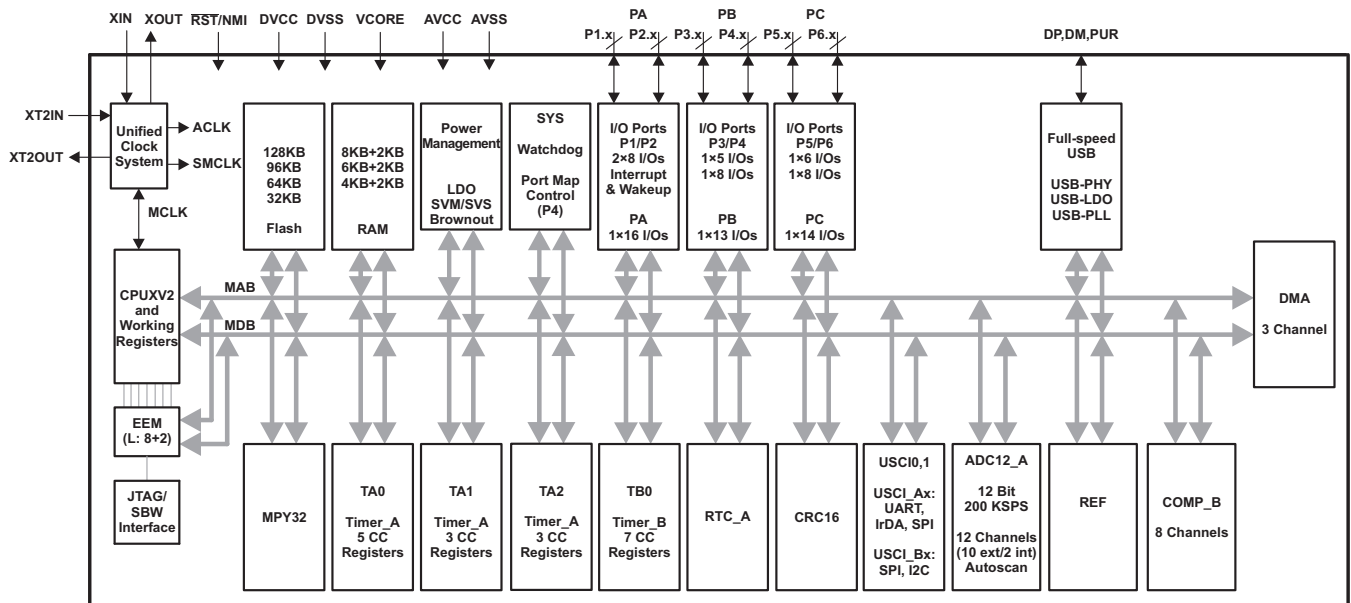 XIN
XOUT
RST/NMI
DVCC
DVSS
VCORE
AVCC
AVSS
PA
P1.x
P2.x
PB
P3.x
P4.x
PC
P5.x
P6.x
DP,DM,PUR
XT2IN
XT2OUT
Unified
Clock
System
ACLK
SMCLK
MCLK
128KB
96KB
64KB
32KB
Flash
8KB+2KB
6KB+2KB
4KB+2KB
RAM
Power
Management
LDO
SVM/SVS
Brownout
SYS
Watchdog
Port Map
Control
(P4)
I/O Ports
P1/P2
2×8 I/Os
Interrupt
& Wakeup
PA
1×16 I/Os
I/O Ports
P3/P4
1×5 I/Os
1×8 I/Os
PB
1×13 I/Os
I/O Ports
P5/P6
1×6 I/Os
1×8 I/Os
PC
1×14 I/Os
Full-speed
USB
USB-PHY
USB-LDO
USB-PLL
CPUXV2
and
Working
Registers
MAB
MDB
DMA
3 Channel
EEM
(L: 8+2)
JTAG/
SBW
Interface
MPY32
TA0
Timer_A
5 CC
Registers
TA1
Timer_A
3 CC
Registers
TA2
Timer_A
3 CC
Registers
TB0
Timer_B
7 CC
Registers
RTC_A
CRC16
USCI0,1
USCI_Ax:
UART,
IrDA, SPI
USCI_Bx:
SPI, I2C
ADC12_A
12 Bit
200 KSPS
12 Channels
(10 ext/2 int)
Autoscan
REF
COMP_B
8 Channels